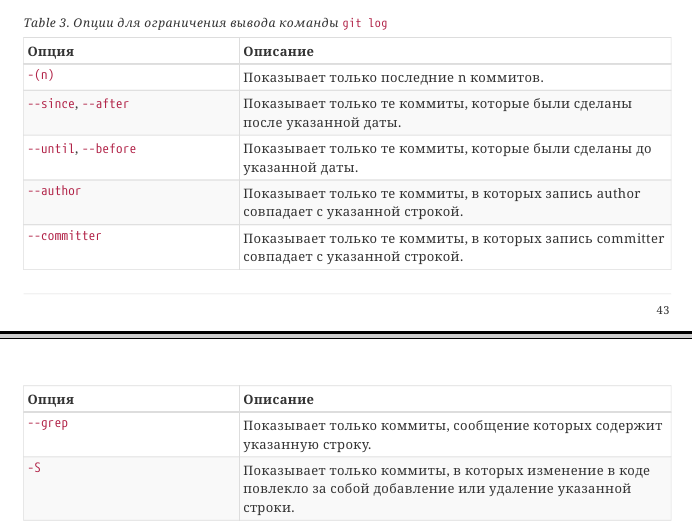 Table 3. Опции для ограничения вывода команды git log
Опция Описание
-(n) Показывает только последние n коммитов.
--since, --after Показывает только те коммиты, которые были сделаны
после указанной даты.
--until, --before Показывает только те коммиты, которые были сделаны до
указанной даты.
--author Показывает только те коммиты, в которых запись author
совпадает с указанной строкой.
--committer Показывает только те коммиты, в которых запись committer
совпадает с указанной строкой.
43
Опция Описание
--grep Показывает только коммиты, сообщение которых содержит
указанную строку.
-S Показывает только коммиты, в которых изменение в коде
повлекло за собой добавление или удаление указанной
строки.